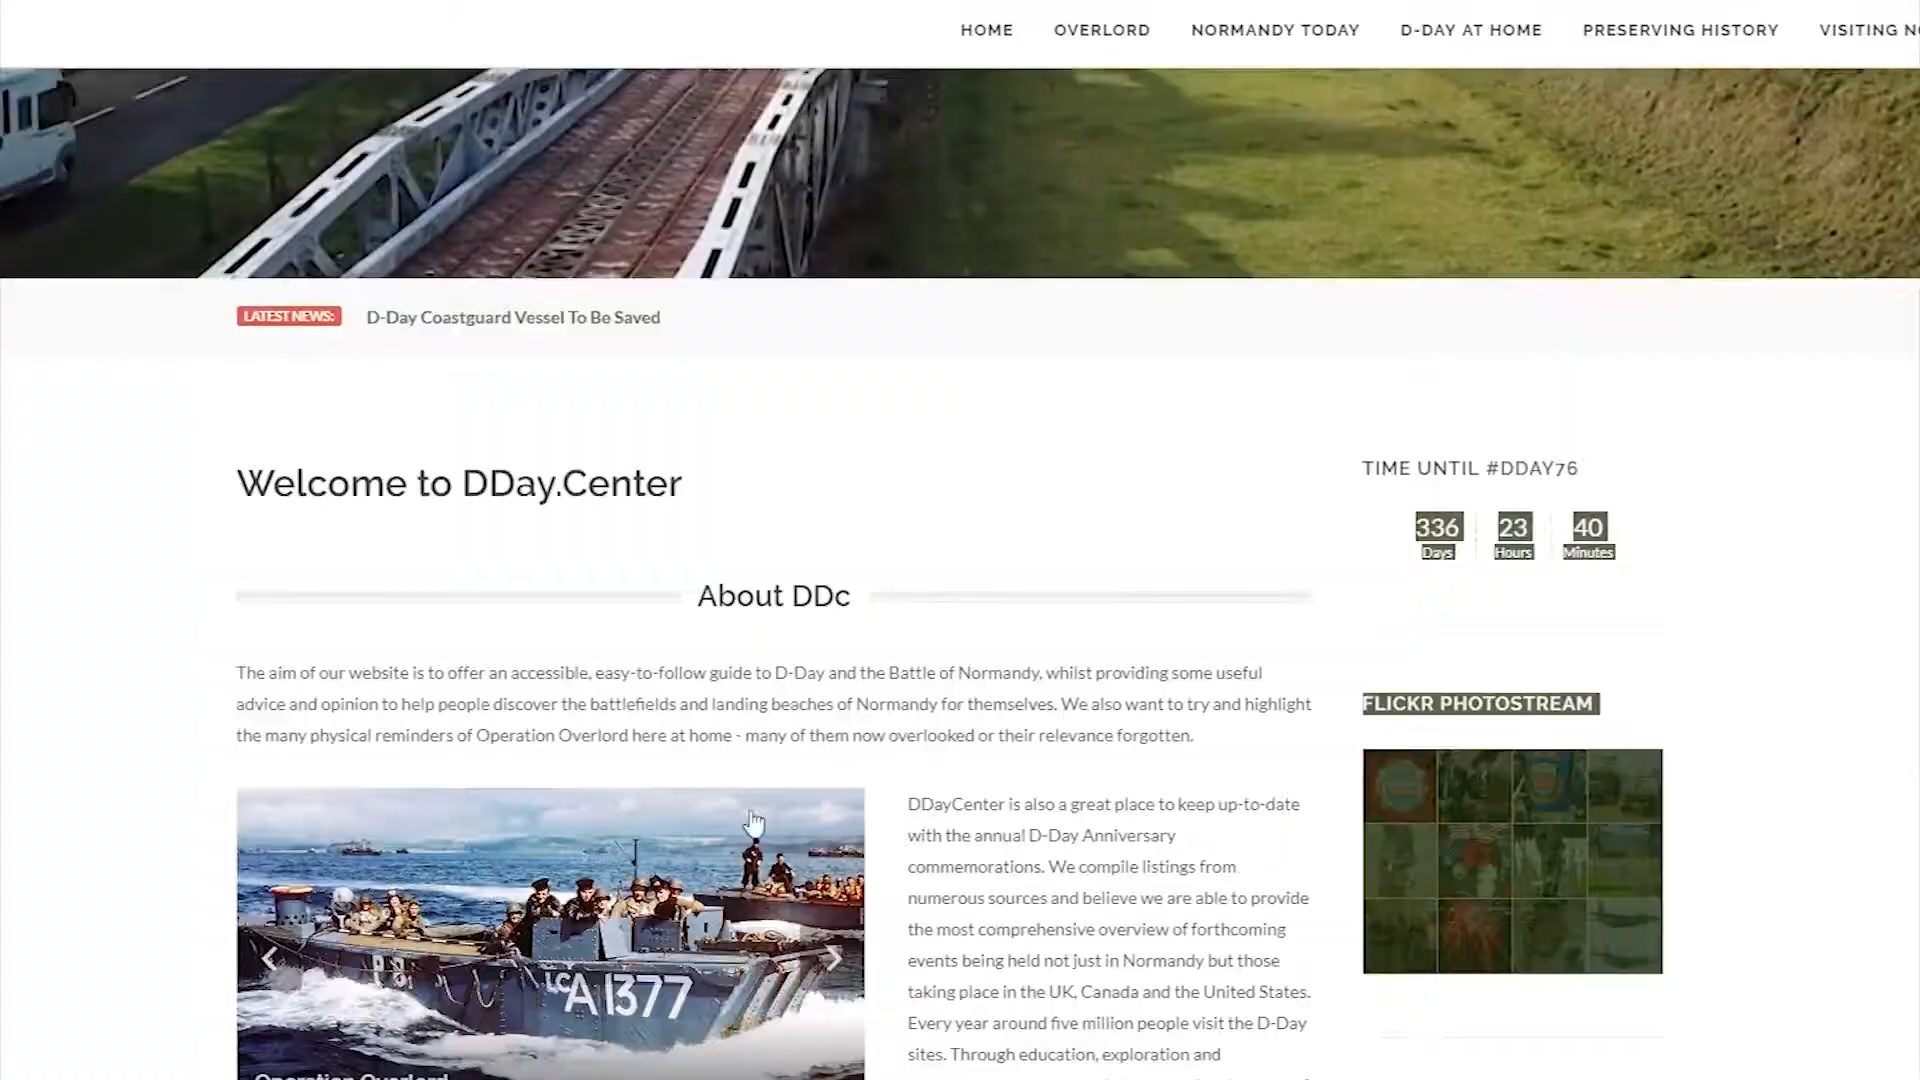 HOME OVERLORD NORMANDY TODAY D-DAY AT HOME PRESERVING HISTORY VISITING
LATEST NEWS: D-Day Coastguard Vessel To Be Saved
Welcome to DDay.Center
About DDc
The aim of our website is to offer an accessible, easy-to-follow guide to D-Day and the Battle of Normandy, whilst providing some useful
advice and opinion to help people discover the battlefields and landing beaches of Normandy for themselves. We also want to try and highlight
the many physical reminders of Operation Overlord here at home - many of them now overlooked or their relevance forgotten.
LCA 1377
Operation Overlord
DDayCenter is also a great place to keep up-to-date
with the annual D-Day Anniversary
commemorations. We compile listings from
numerous sources and believe we are able to provide
the most comprehensive overview of forthcoming
events being held not just in Normandy but those
taking place in the UK, Canada and the United States.
Every year around five million people visit the D-Day
sites. Through education, exploration and
TIME UNTIL #DDAY76
336 23 40
Days Hours Minutes
FLICKR PHOTOSTREAM